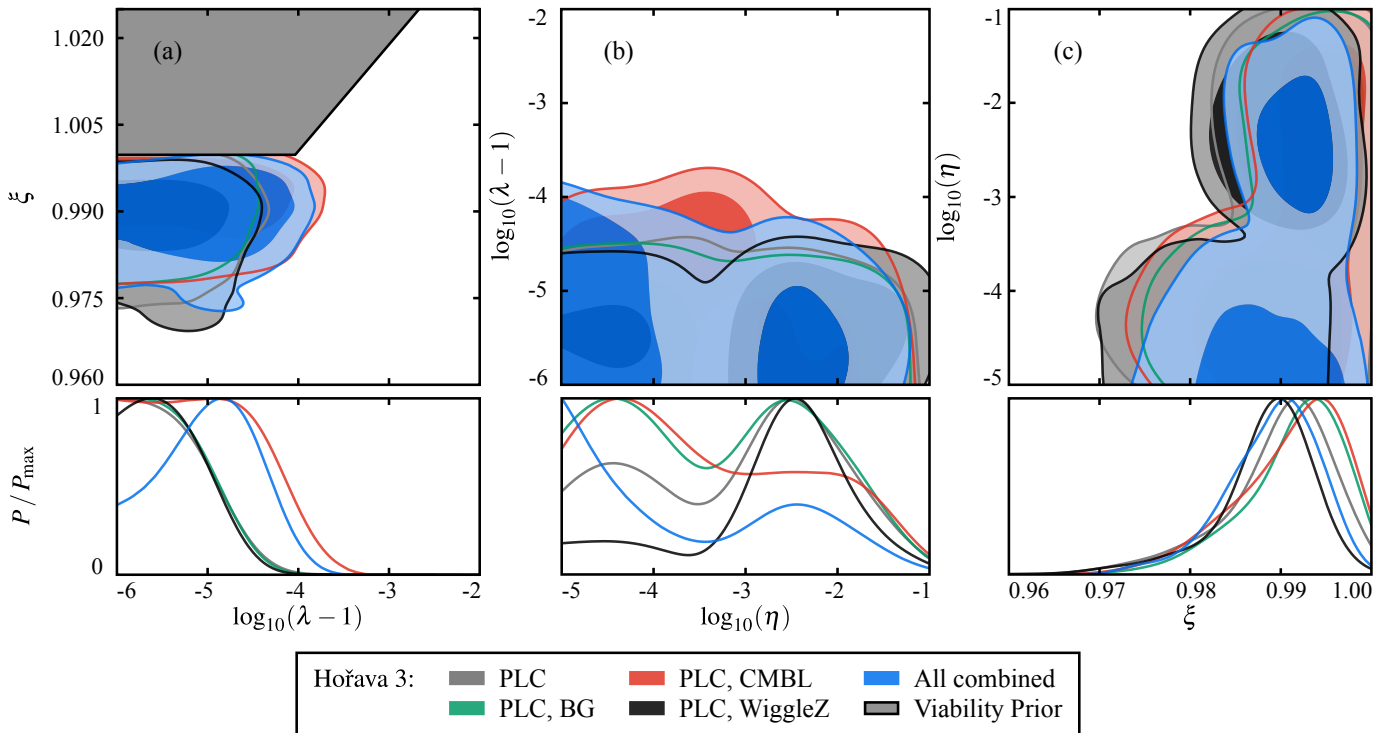 (a)
1.020
1.005
0.990
0.975
0.960
ξ
(b)
-2
-3
-4
-5
-6
log₁₀(λ − 1)
(c)
-1
-2
-3
-4
-5
log₁₀(η)
1
0
P/P_max
-6 -5 -4 -3 -2
log₁₀(λ − 1)
-5 -4 -3 -2 -1
log₁₀(η)
0.96 0.97 0.98 0.99 1.00
ξ
Hořava 3: PLC PLC, CMBL All combined
PLC, BG PLC, WiggleZ Viability Prior